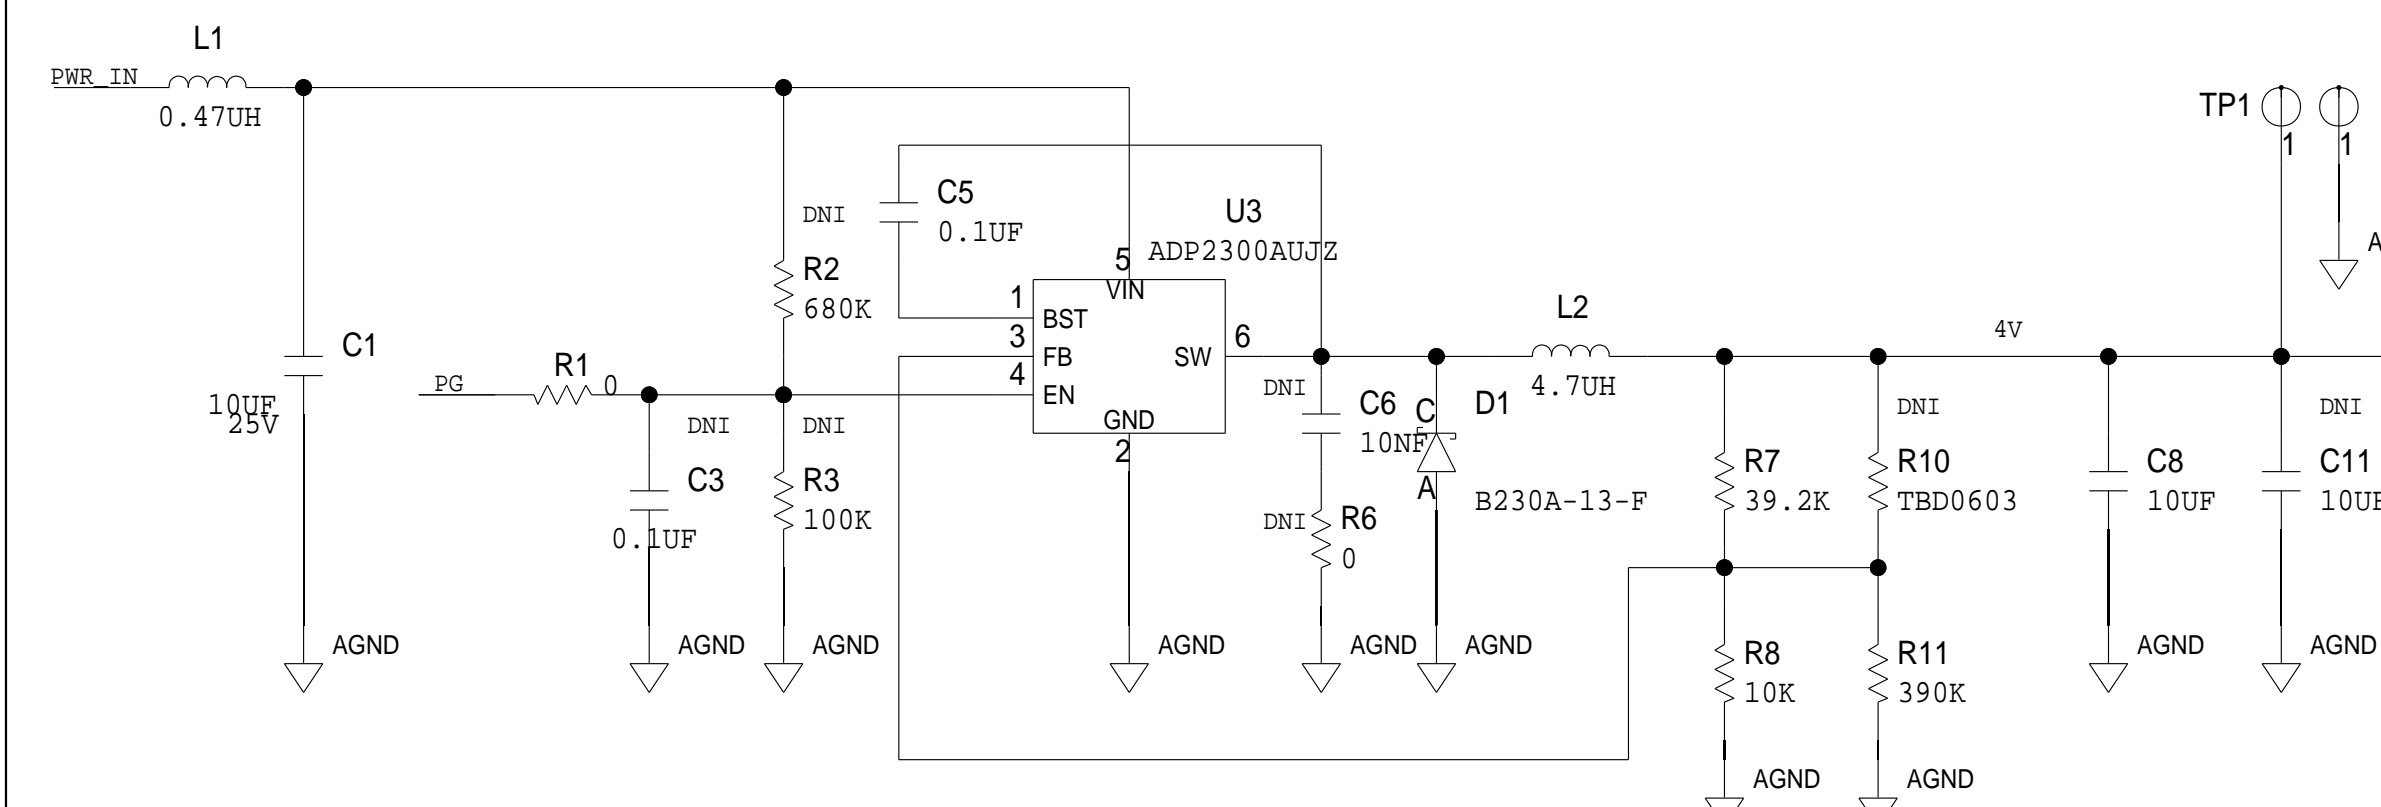 L1
PWR_IN
0.47UH
TP1
1
1
C5
0.1UF
DNI
U3
ADP2300AUJZ
5
VIN
R2
680K
1
BST
3
FB
4
EN
SW
6
GND
2
L2
4.7UH
4V
C1
10UF
25V
PG
R1
0
DNI
C3
0.1UF
DNI
R3
100K
DNI
C6
10NF
C
D1
A
B230A-13-F
DNI
R6
0
R7
39.2K
DNI
R10
TBD0603
C8
10UF
DNI
C11
AGND
AGND
AGND
AGND
AGND
AGND
AGND
AGND
R8
10K
R11
390K
AGND
AGND